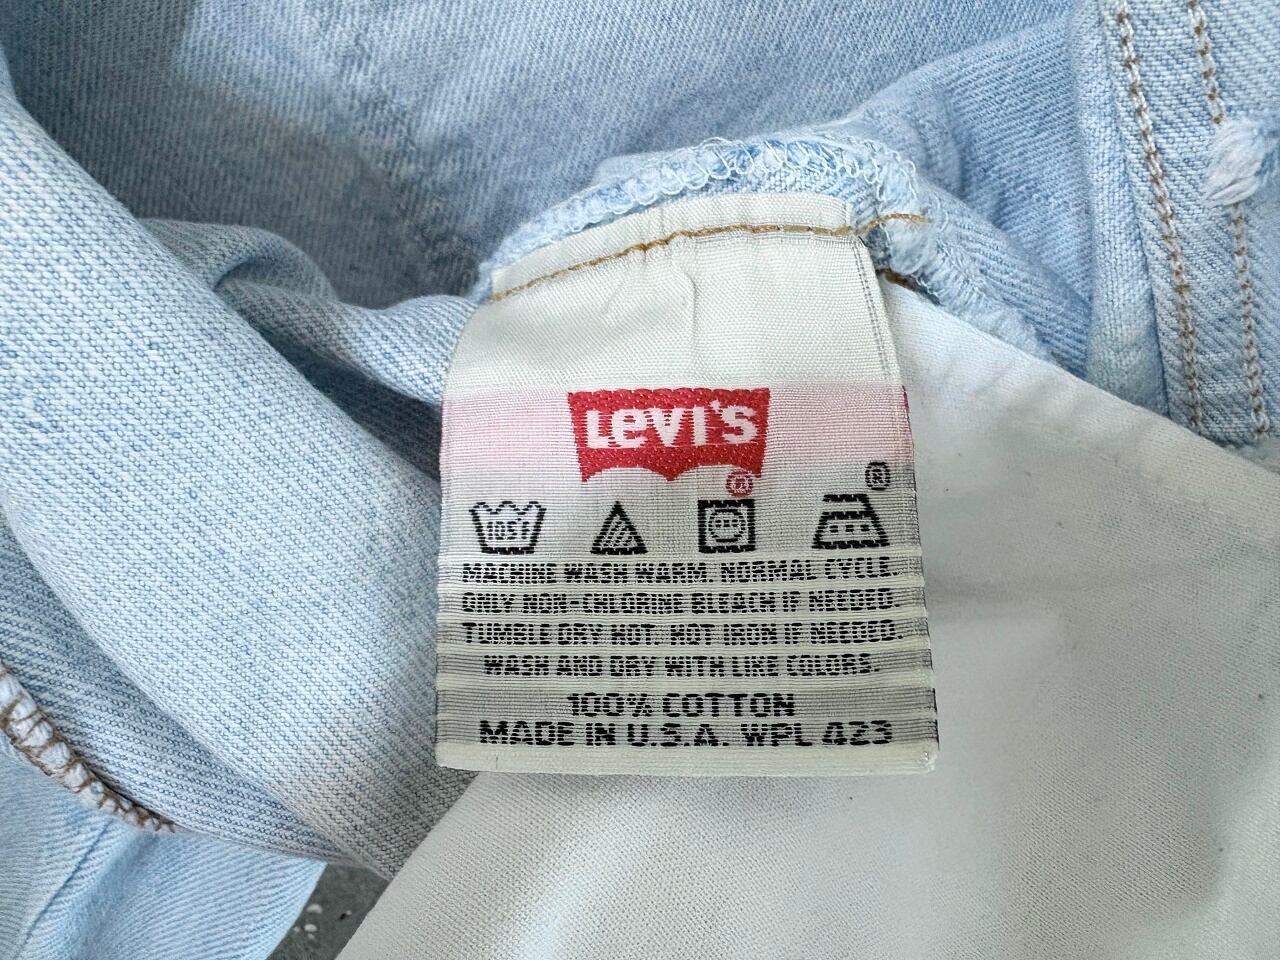 Levi's
®
®
105°F
MACHINE WASH WARM. NORMAL CYCLE
ONLY NON-CHLORINE BLEACH IF NEEDED.
TUMBLE DRY HOT. HOT IRON IF NEEDED.
WASH AND DRY WITH LIKE COLORS.
100% COTTON
MADE IN U.S.A. WPL 423